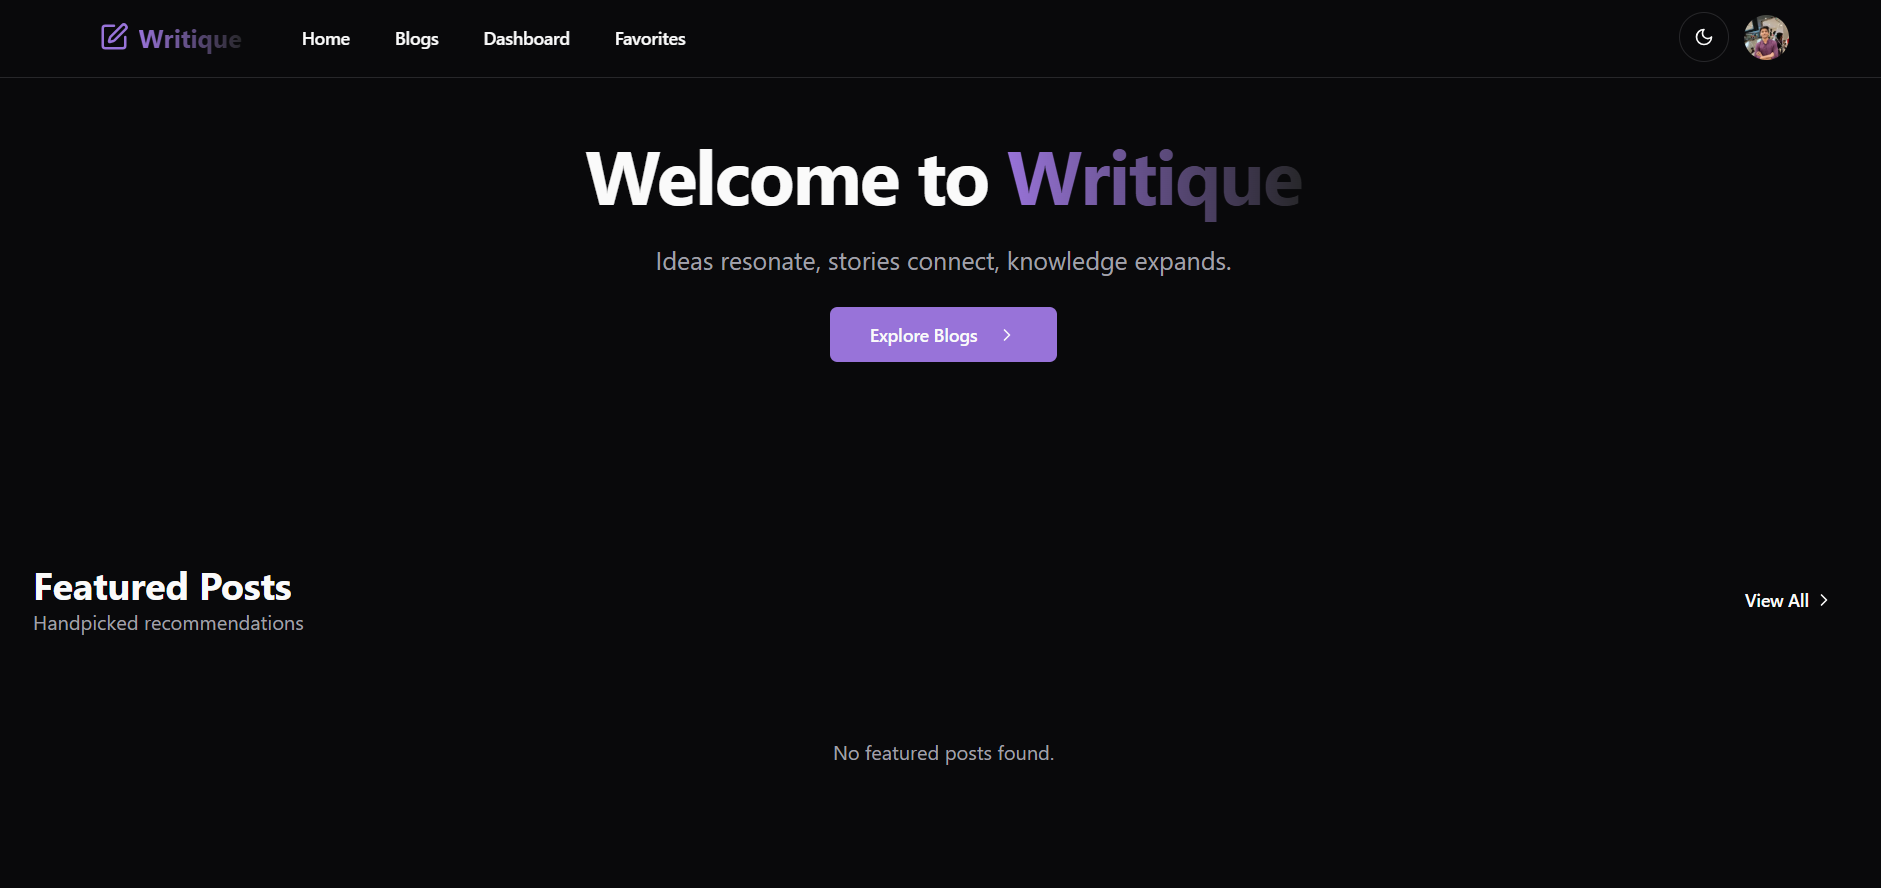 Writique
Home
Blogs
Dashboard
Favorites
Welcome to Writique
Ideas resonate, stories connect, knowledge expands.
Explore Blogs
Featured Posts
Handpicked recommendations
View All
No featured posts found.